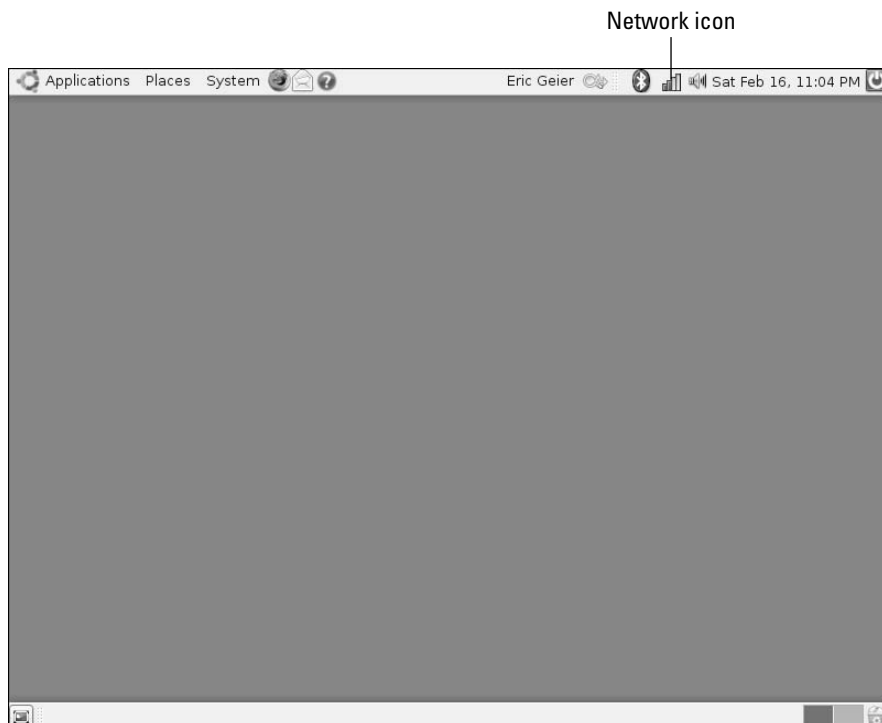 Network icon
Applications Places System Eric Geier Sat Feb 16, 11:04 PM